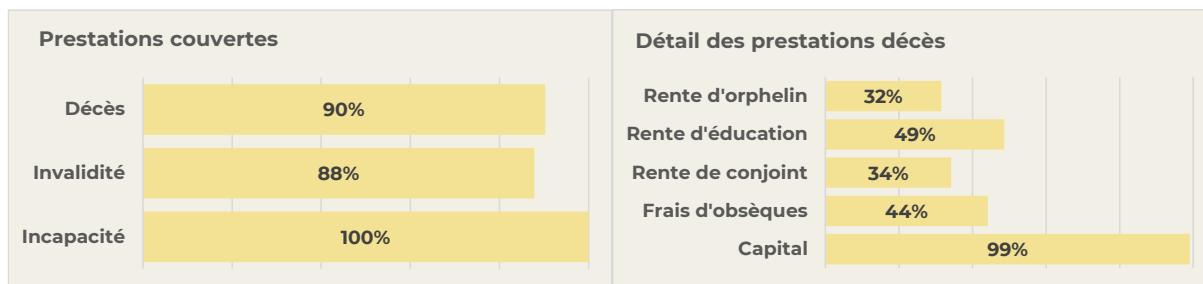 Prestations couvertes
Décès
90%
Invalidité
88%
Incapacité
100%
Détail des prestations décès
Rente d'orphelin
32%
Rente d'éducation
49%
Rente de conjoint
34%
Frais d'obsèques
44%
Capital
99%